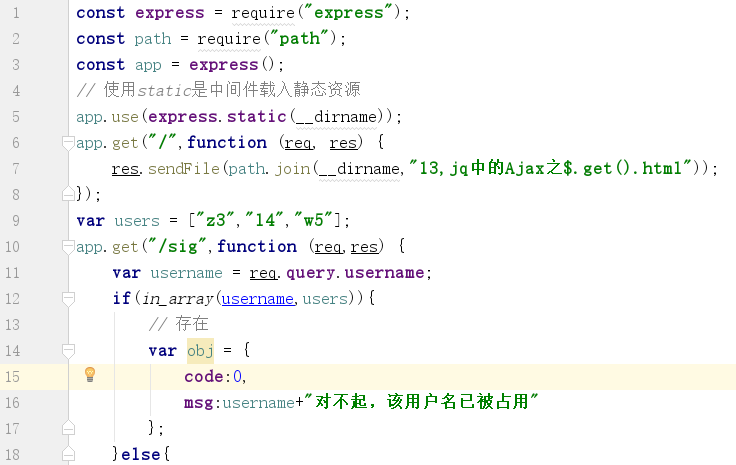 1 const express = require("express");
2 const path = require("path");
3 const app = express();
4 // 使用static是中间件载入静态资源
5 app.use(express.static(__dirname));
6 app.get("/",function (req, res) {
7 res.sendFile(path.join(__dirname,"13,jq中的Ajax之$.get().html"));
8 });
9 var users = ["z3","l4","w5"];
10 app.get("/sig",function (req,res) {
11 var username = req.query.username;
12 if(in_array(username,users)){
13 // 存在
14 var obj = {
15 code:0,
16 msg:username+"对不起，该用户名已被占用"
17 };
18 }else{